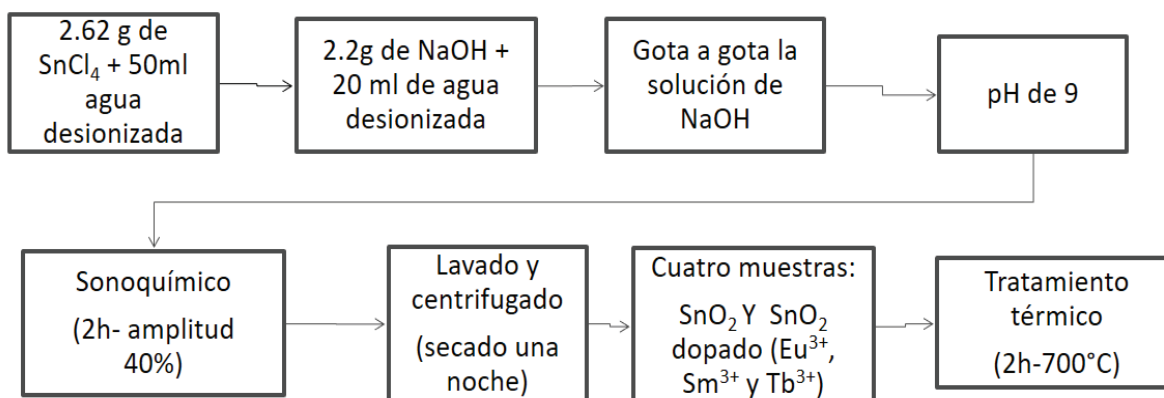 2.62 g de
SnCl₄ + 50ml
agua
desionizada
2.2g de NaOH +
20 ml de agua
desionizada
Gota a gota la
solución de
NaOH
pH de 9
Sonoquímico
(2h- amplitud
40%)
Lavado y
centrifugado
(secado una
noche)
Cuatro muestras:
SnO₂ Y SnO₂
dopado (Eu³⁺,
Sm³⁺ y Tb³⁺)
Tratamiento
térmico
(2h-700°C)